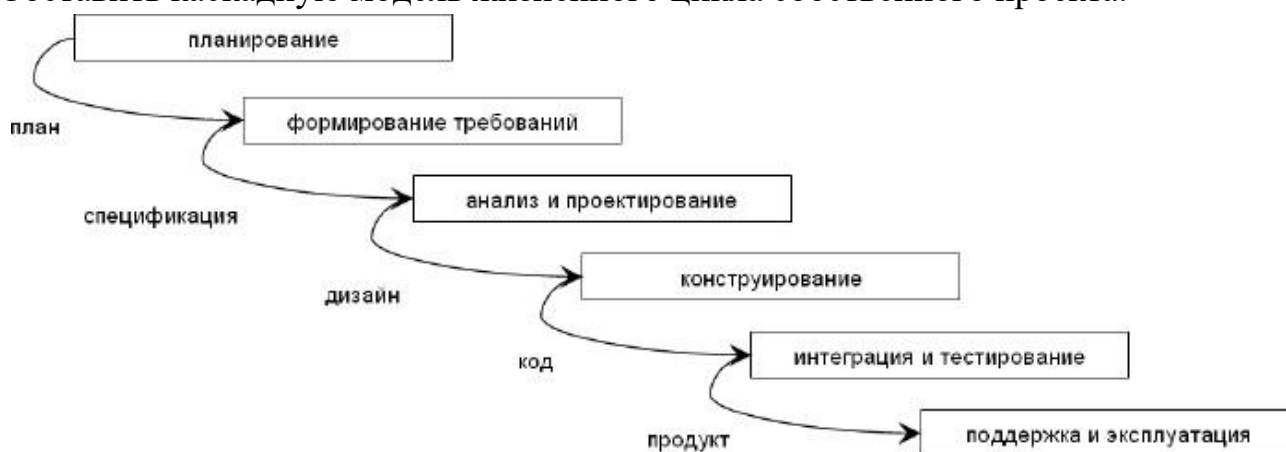 планирование
план
формирование требований
спецификация
анализ и проектирование
дизайн
конструирование
код
интеграция и тестирование
продукт
поддержка и эксплуатация